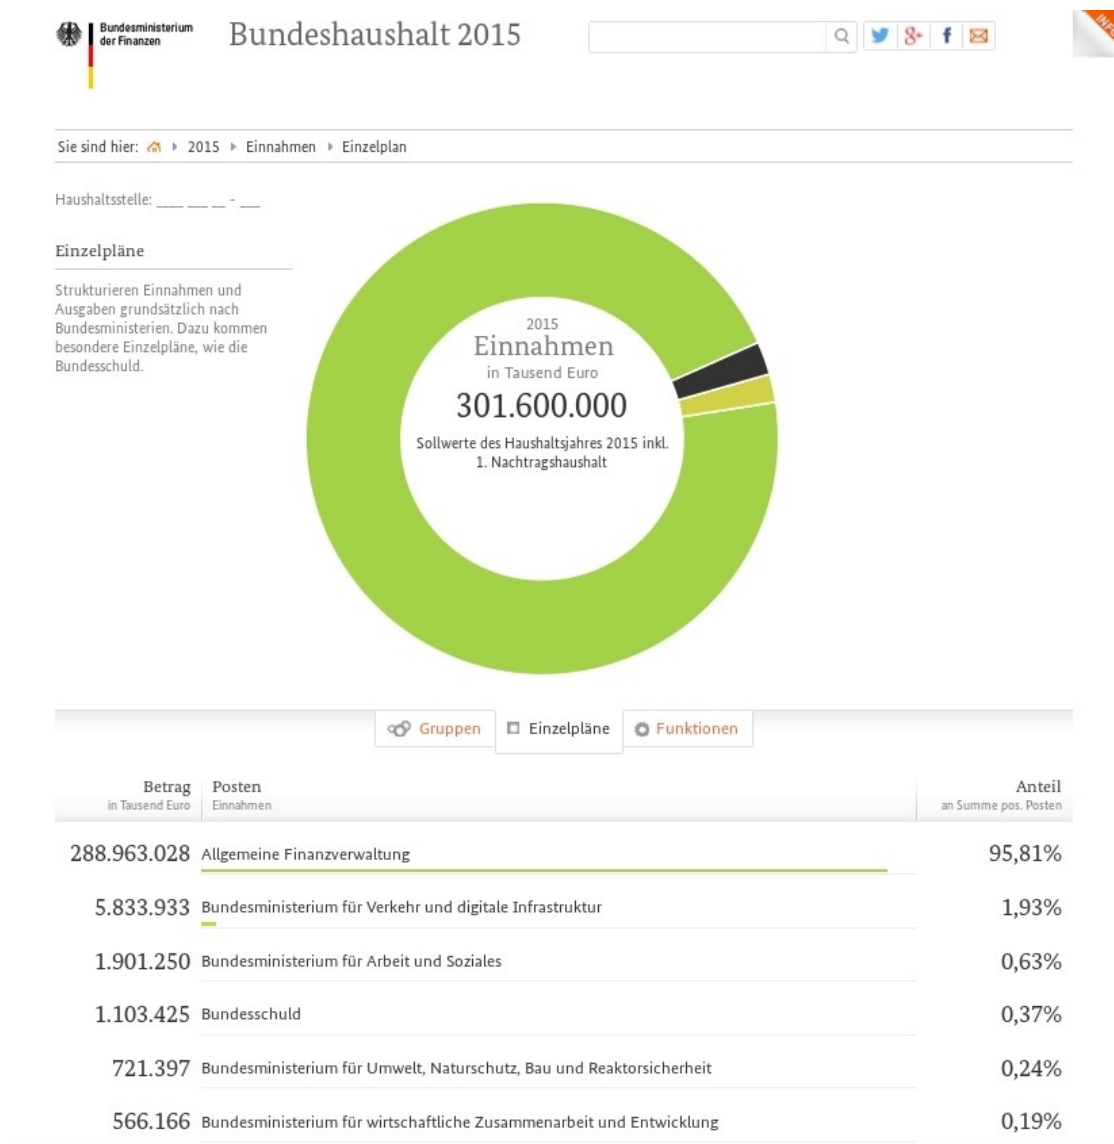 Bundesministerium
der Finanzen
Bundeshaushalt 2015
Sie sind hier: 2015 Einnahmen Einzelplan
Haushaltsstelle: ____ ___ __ - ___
Einzelpläne
Strukturieren Einnahmen und
Ausgaben grundsätzlich nach
Bundesministerien. Dazu kommen
besondere Einzelpläne, wie die
Bundesschuld.
2015
Einnahmen
in Tausend Euro
301.600.000
Sollwerte des Haushaltsjahres 2015 inkl.
1. Nachtragshaushalt
Gruppen Einzelpläne Funktionen
Betrag Posten Anteil
in Tausend Euro Einnahmen an Summe pos. Posten
288.963.028 Allgemeine Finanzverwaltung 95,81%
5.833.933 Bundesministerium für Verkehr und digitale Infrastruktur 1,93%
1.901.250 Bundesministerium für Arbeit und Soziales 0,63%
1.103.425 Bundesschuld 0,37%
721.397 Bundesministerium für Umwelt, Naturschutz, Bau und Reaktorsicherheit 0,24%
566.166 Bundesministerium für wirtschaftliche Zusammenarbeit und Entwicklung 0,19%